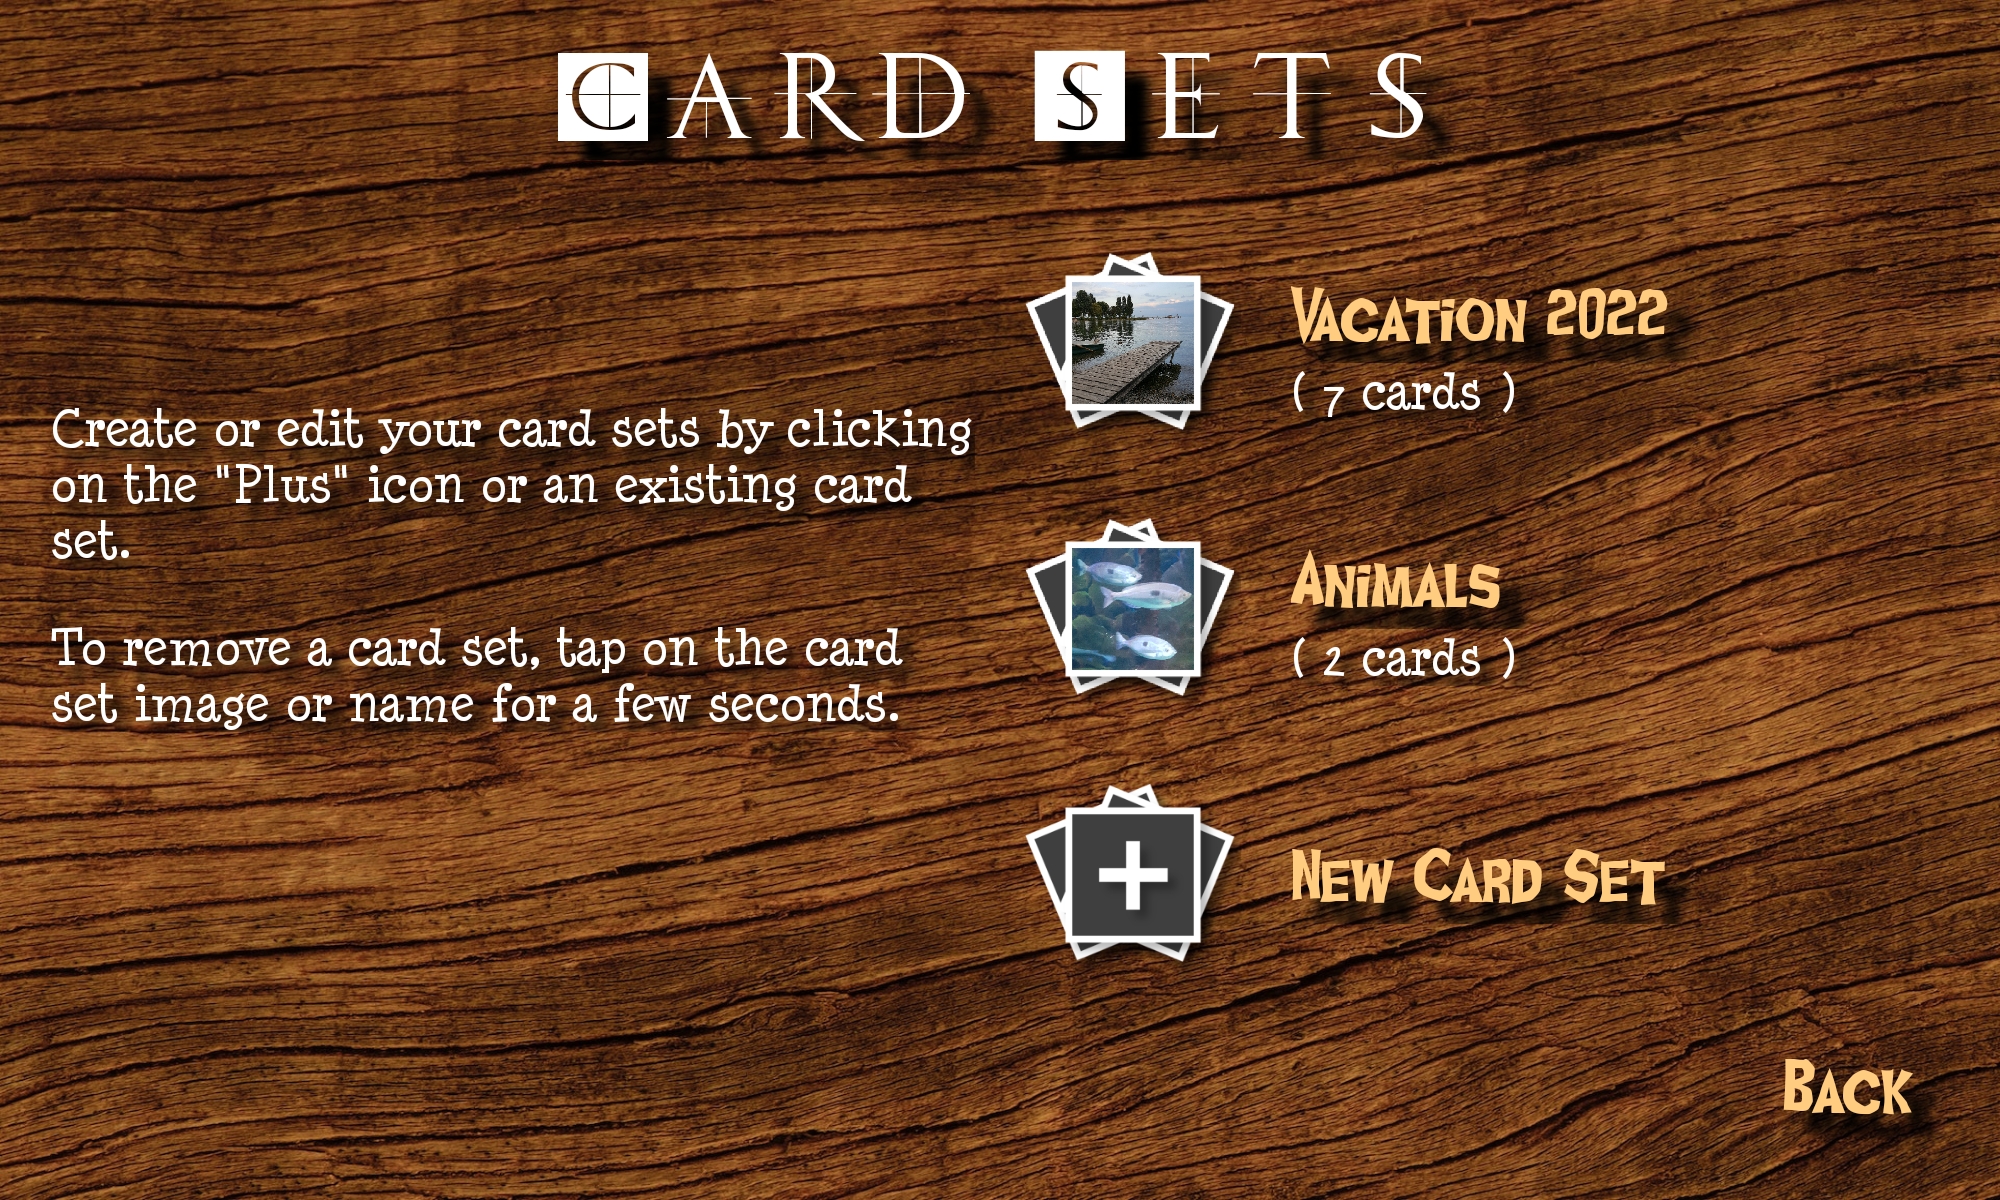 Card Sets
Create or edit your card sets by clicking
on the "Plus" icon or an existing card
set.
To remove a card set, tap on the card
set image or name for a few seconds.
Vacation 2022
( 7 cards )
Animals
( 2 cards )
New Card Set
Back